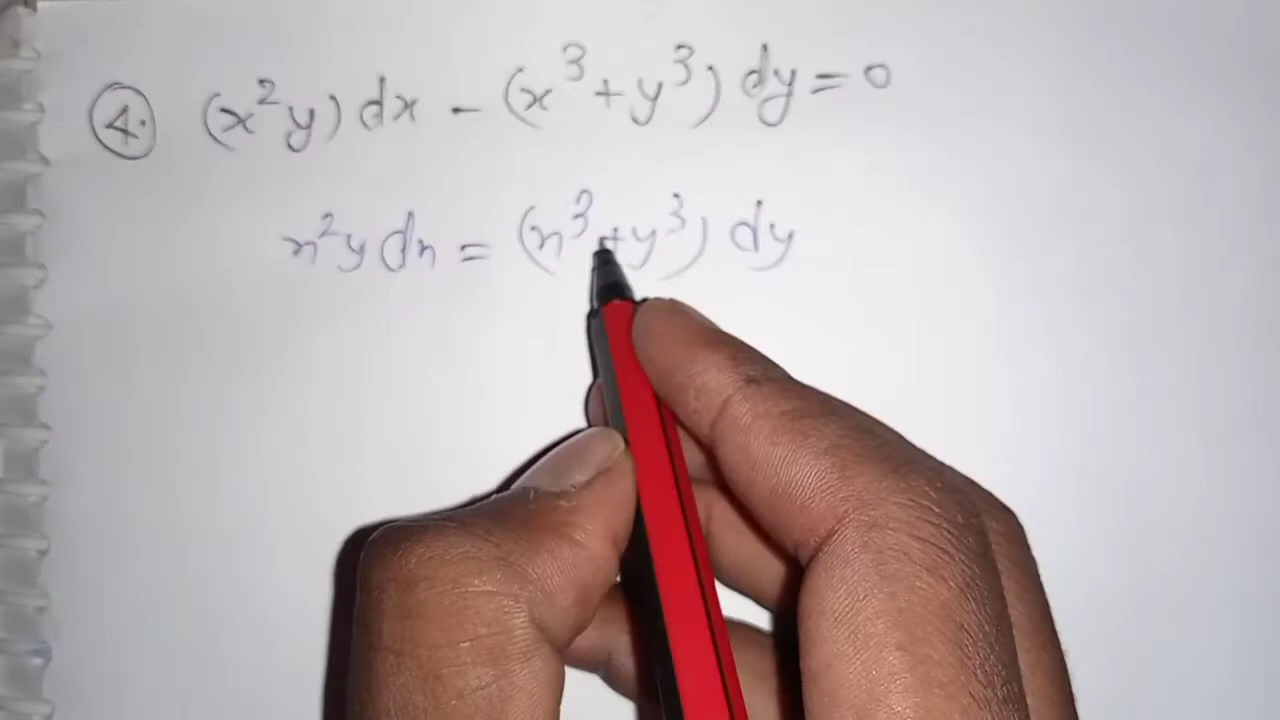 ④. (x²y) dx - (x³+y³) dy = 0
x²y dx = (x³+y³) dy